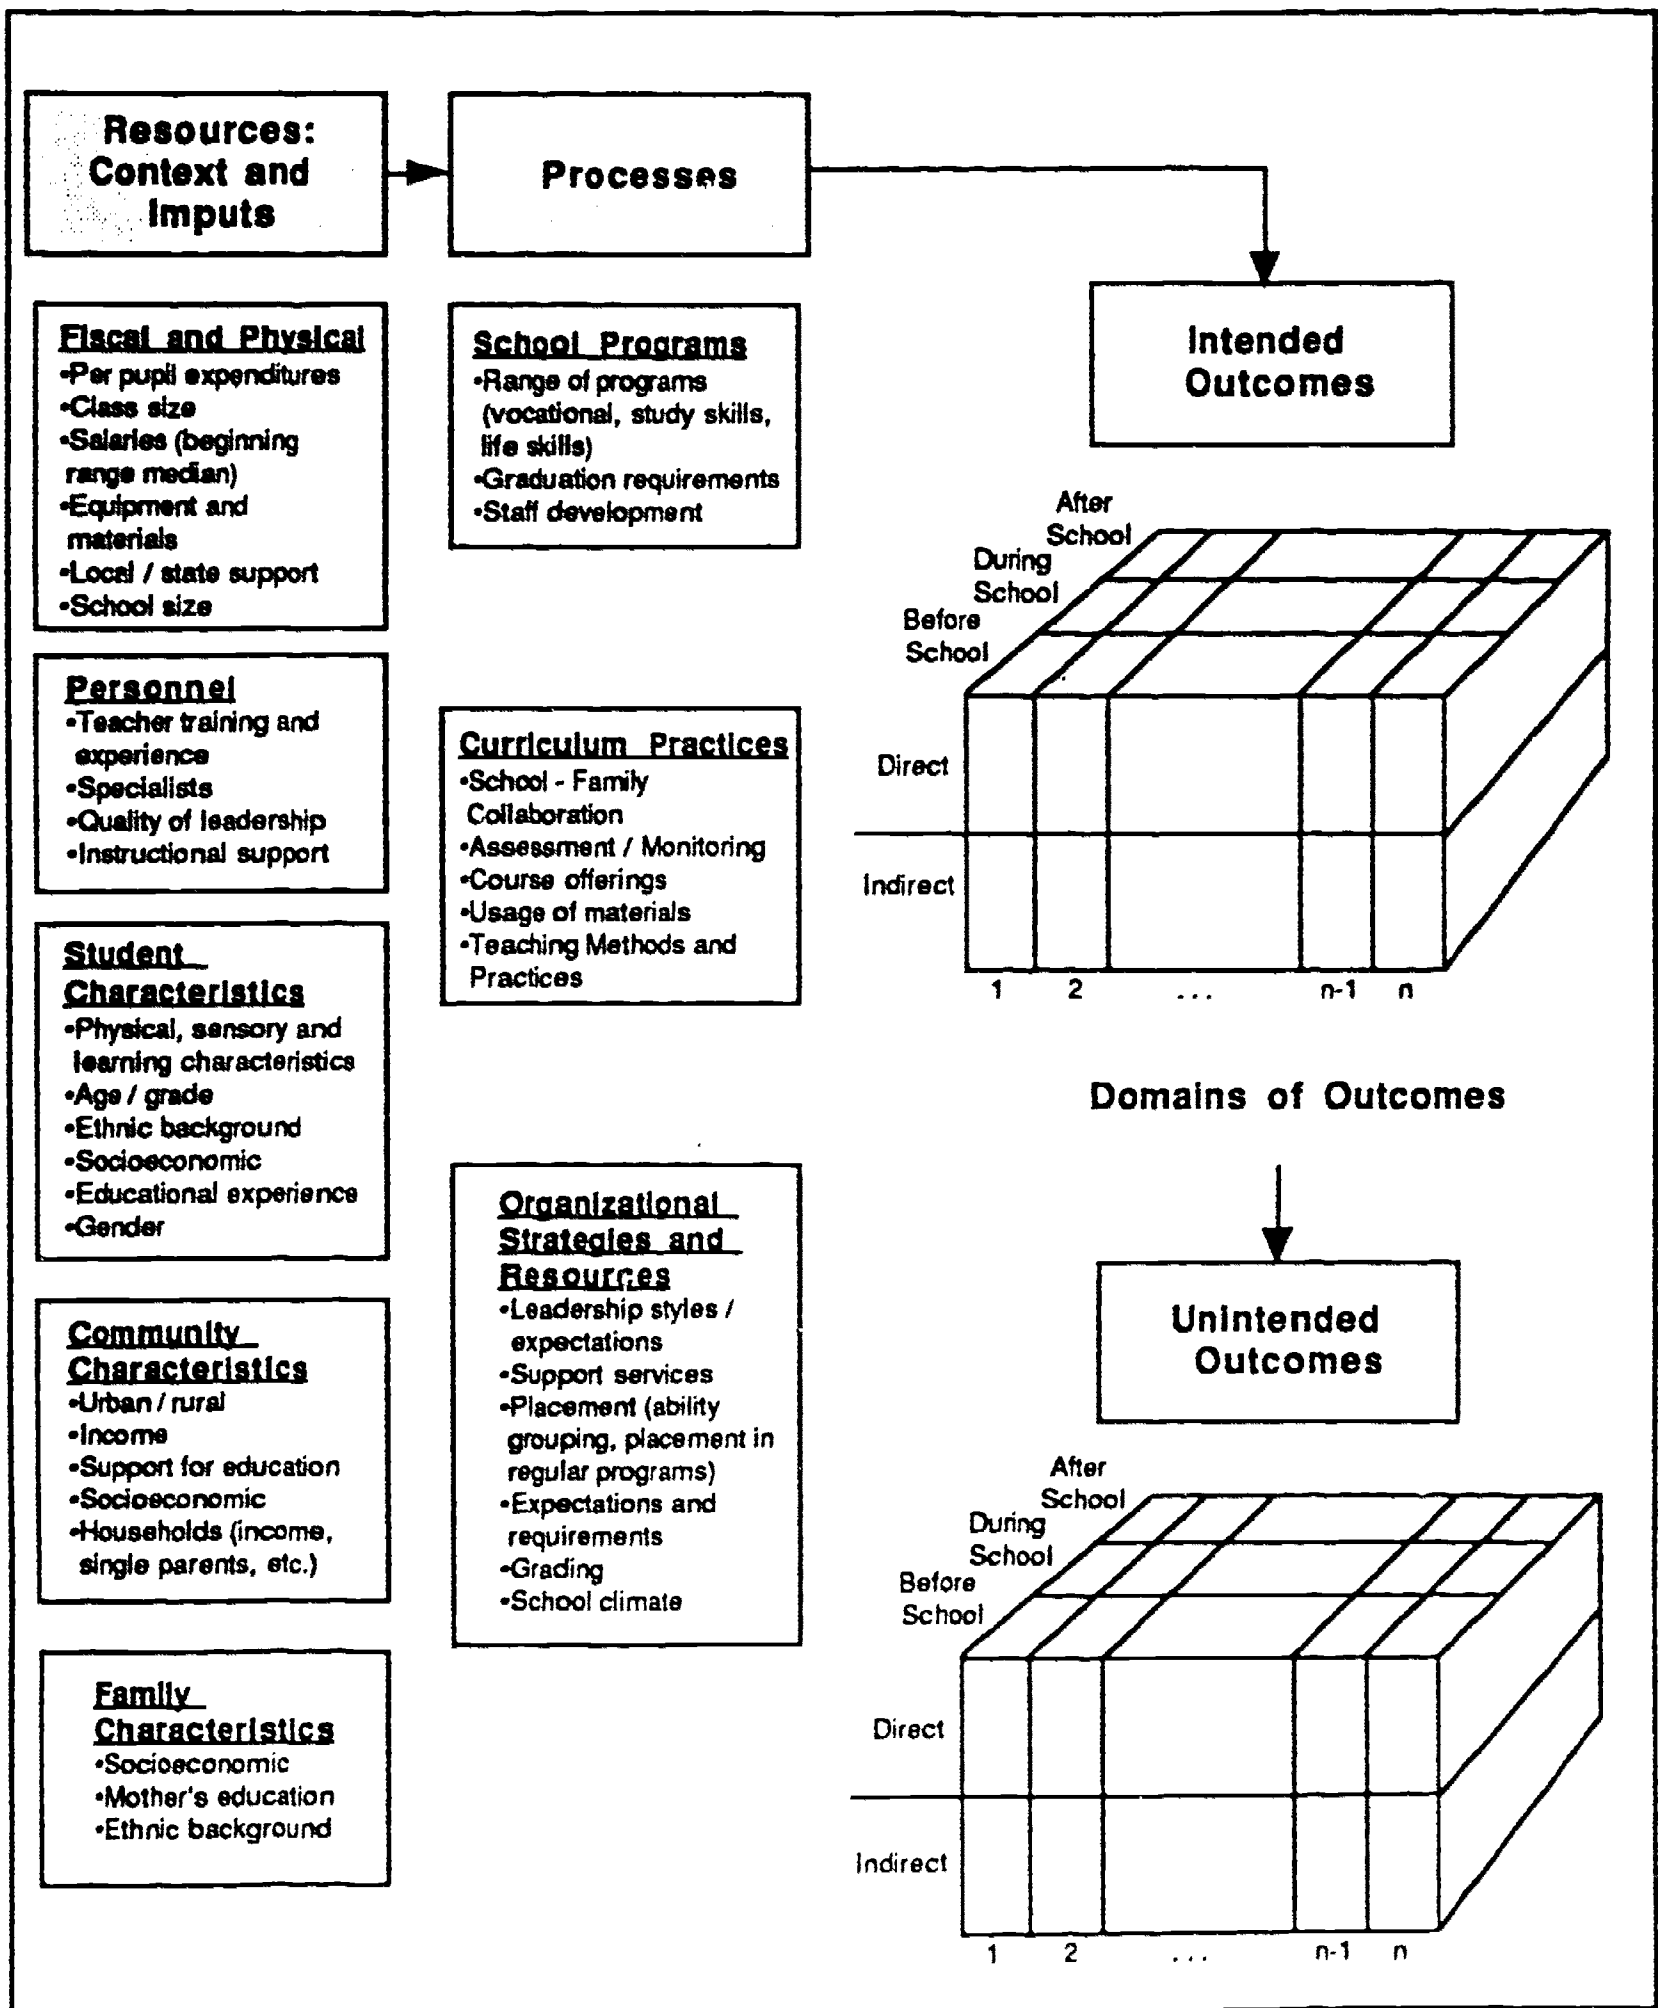 Resources:
Context and
Imputs
Processes
Fiscal and Physical
•Per pupil expenditures
•Class size
•Salaries (beginning
range median)
•Equipment and
materials
•Local / state support
•School size
Personnel
•Teacher training and
experience
•Specialists
•Quality of leadership
•Instructional support
Student
Characteristics
•Physical, sensory and
learning characteristics
•Age / grade
•Ethnic background
•Socioeconomic
•Educational experience
•Gender
Community
Characteristics
•Urban / rural
•Income
•Support for education
•Socioeconomic
•Households (income,
single parents, etc.)
Family
Characteristics
•Socioeconomic
•Mother's education
•Ethnic background
School Programs
•Range of programs
(vocational, study skills,
life skills)
•Graduation requirements
•Staff development
Curriculum Practices
•School - Family
Collaboration
•Assessment / Monitoring
•Course offerings
•Usage of materials
•Teaching Methods and
Practices
Organizational
Strategies and
Resources
•Leadership styles /
expectations
•Support services
•Placement (ability
grouping, placement in
regular programs)
•Expectations and
requirements
•Grading
•School climate
Intended
Outcomes
After
School
During
School
Before
School
Direct
Indirect
1 2 ... n-1 n
Domains of Outcomes
Unintended
Outcomes
After
School
During
School
Before
School
Direct
Indirect
1 2 ... n-1 n